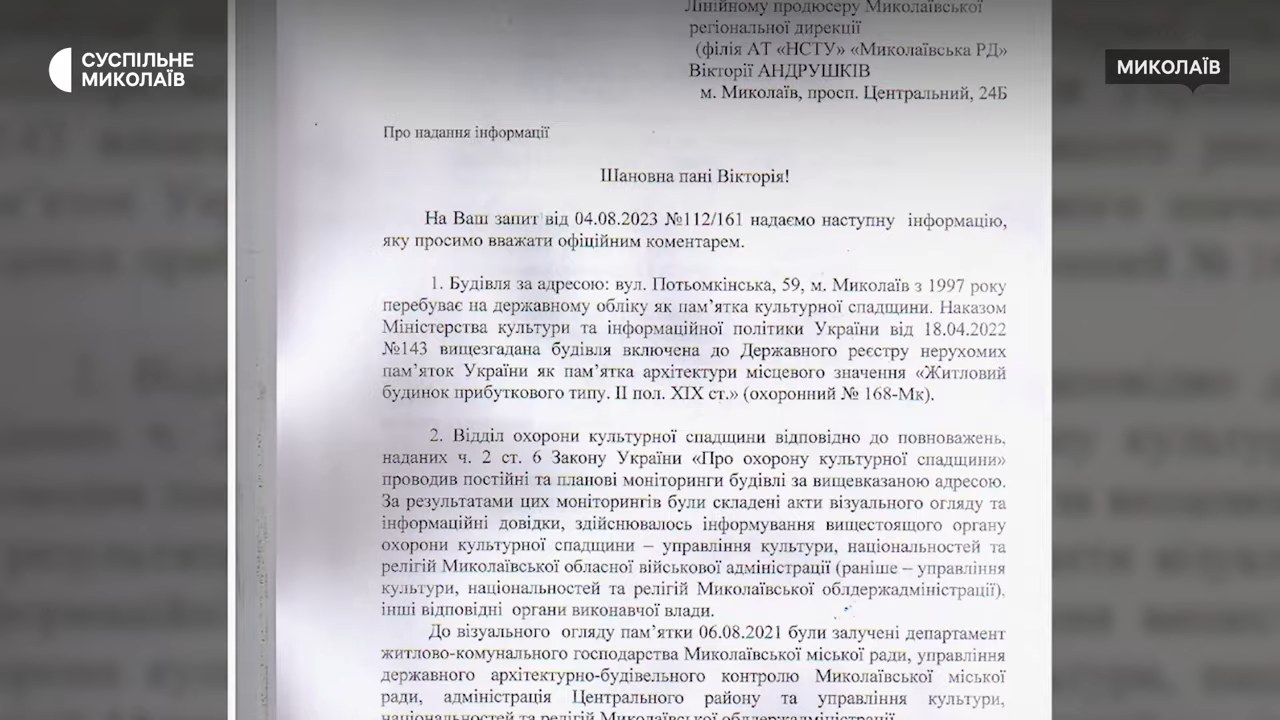 СУСПІЛЬНЕ
МИКОЛАЇВ
МИКОЛАЇВ
Лінійному продюсеру Миколаївської
регіональної дирекції
(філія АТ «НСТУ» «Миколаївська РД»
Вікторії АНДРУШКІВ
м. Миколаїв, просп. Центральний, 24Б
Про надання інформації
Шановна пані Вікторія!
На Ваш запит від 04.08.2023 №112/161 надаємо наступну інформацію,
яку просимо вважати офіційним коментарем.
1. Будівля за адресою: вул. Потьомкінська, 59, м. Миколаїв з 1997 року
перебуває на державному обліку як пам’ятка культурної спадщини. Наказом
Міністерства культури та інформаційної політики України від 18.04.2022
№143 вищезгадана будівля включена до Державного реєстру нерухомих
пам’яток України як пам’ятка архітектури місцевого значення «Житловий
будинок прибуткового типу. ІІ пол. ХІХ ст.» (охоронний № 168-Мк).
2. Відділ охорони культурної спадщини відповідно до повноважень,
наданих ч. 2 ст. 6 Закону України «Про охорону культурної спадщини»
проводив постійні та планові моніторинги будівлі за вищевказаною адресою.
За результатами цих моніторингів були складені акти візуального огляду та
інформаційні довідки, здійснювалось інформування вищестоящого органу
охорони культурної спадщини – управління культури, національностей та
релігій Миколаївської обласної військової адміністрації (раніше – управління
культури, національностей та релігій Миколаївської облдержадміністрації),
інші відповідні органи виконавчої влади.
До візуального огляду пам’ятки 06.08.2021 були залучені департамент
житлово-комунального господарства Миколаївської міської ради, управління
державного архітектурно-будівельного контролю Миколаївської міської
ради, адміністрація Центрального району та управління культури,
національностей та релігій Миколаївської облдержадміністрації.